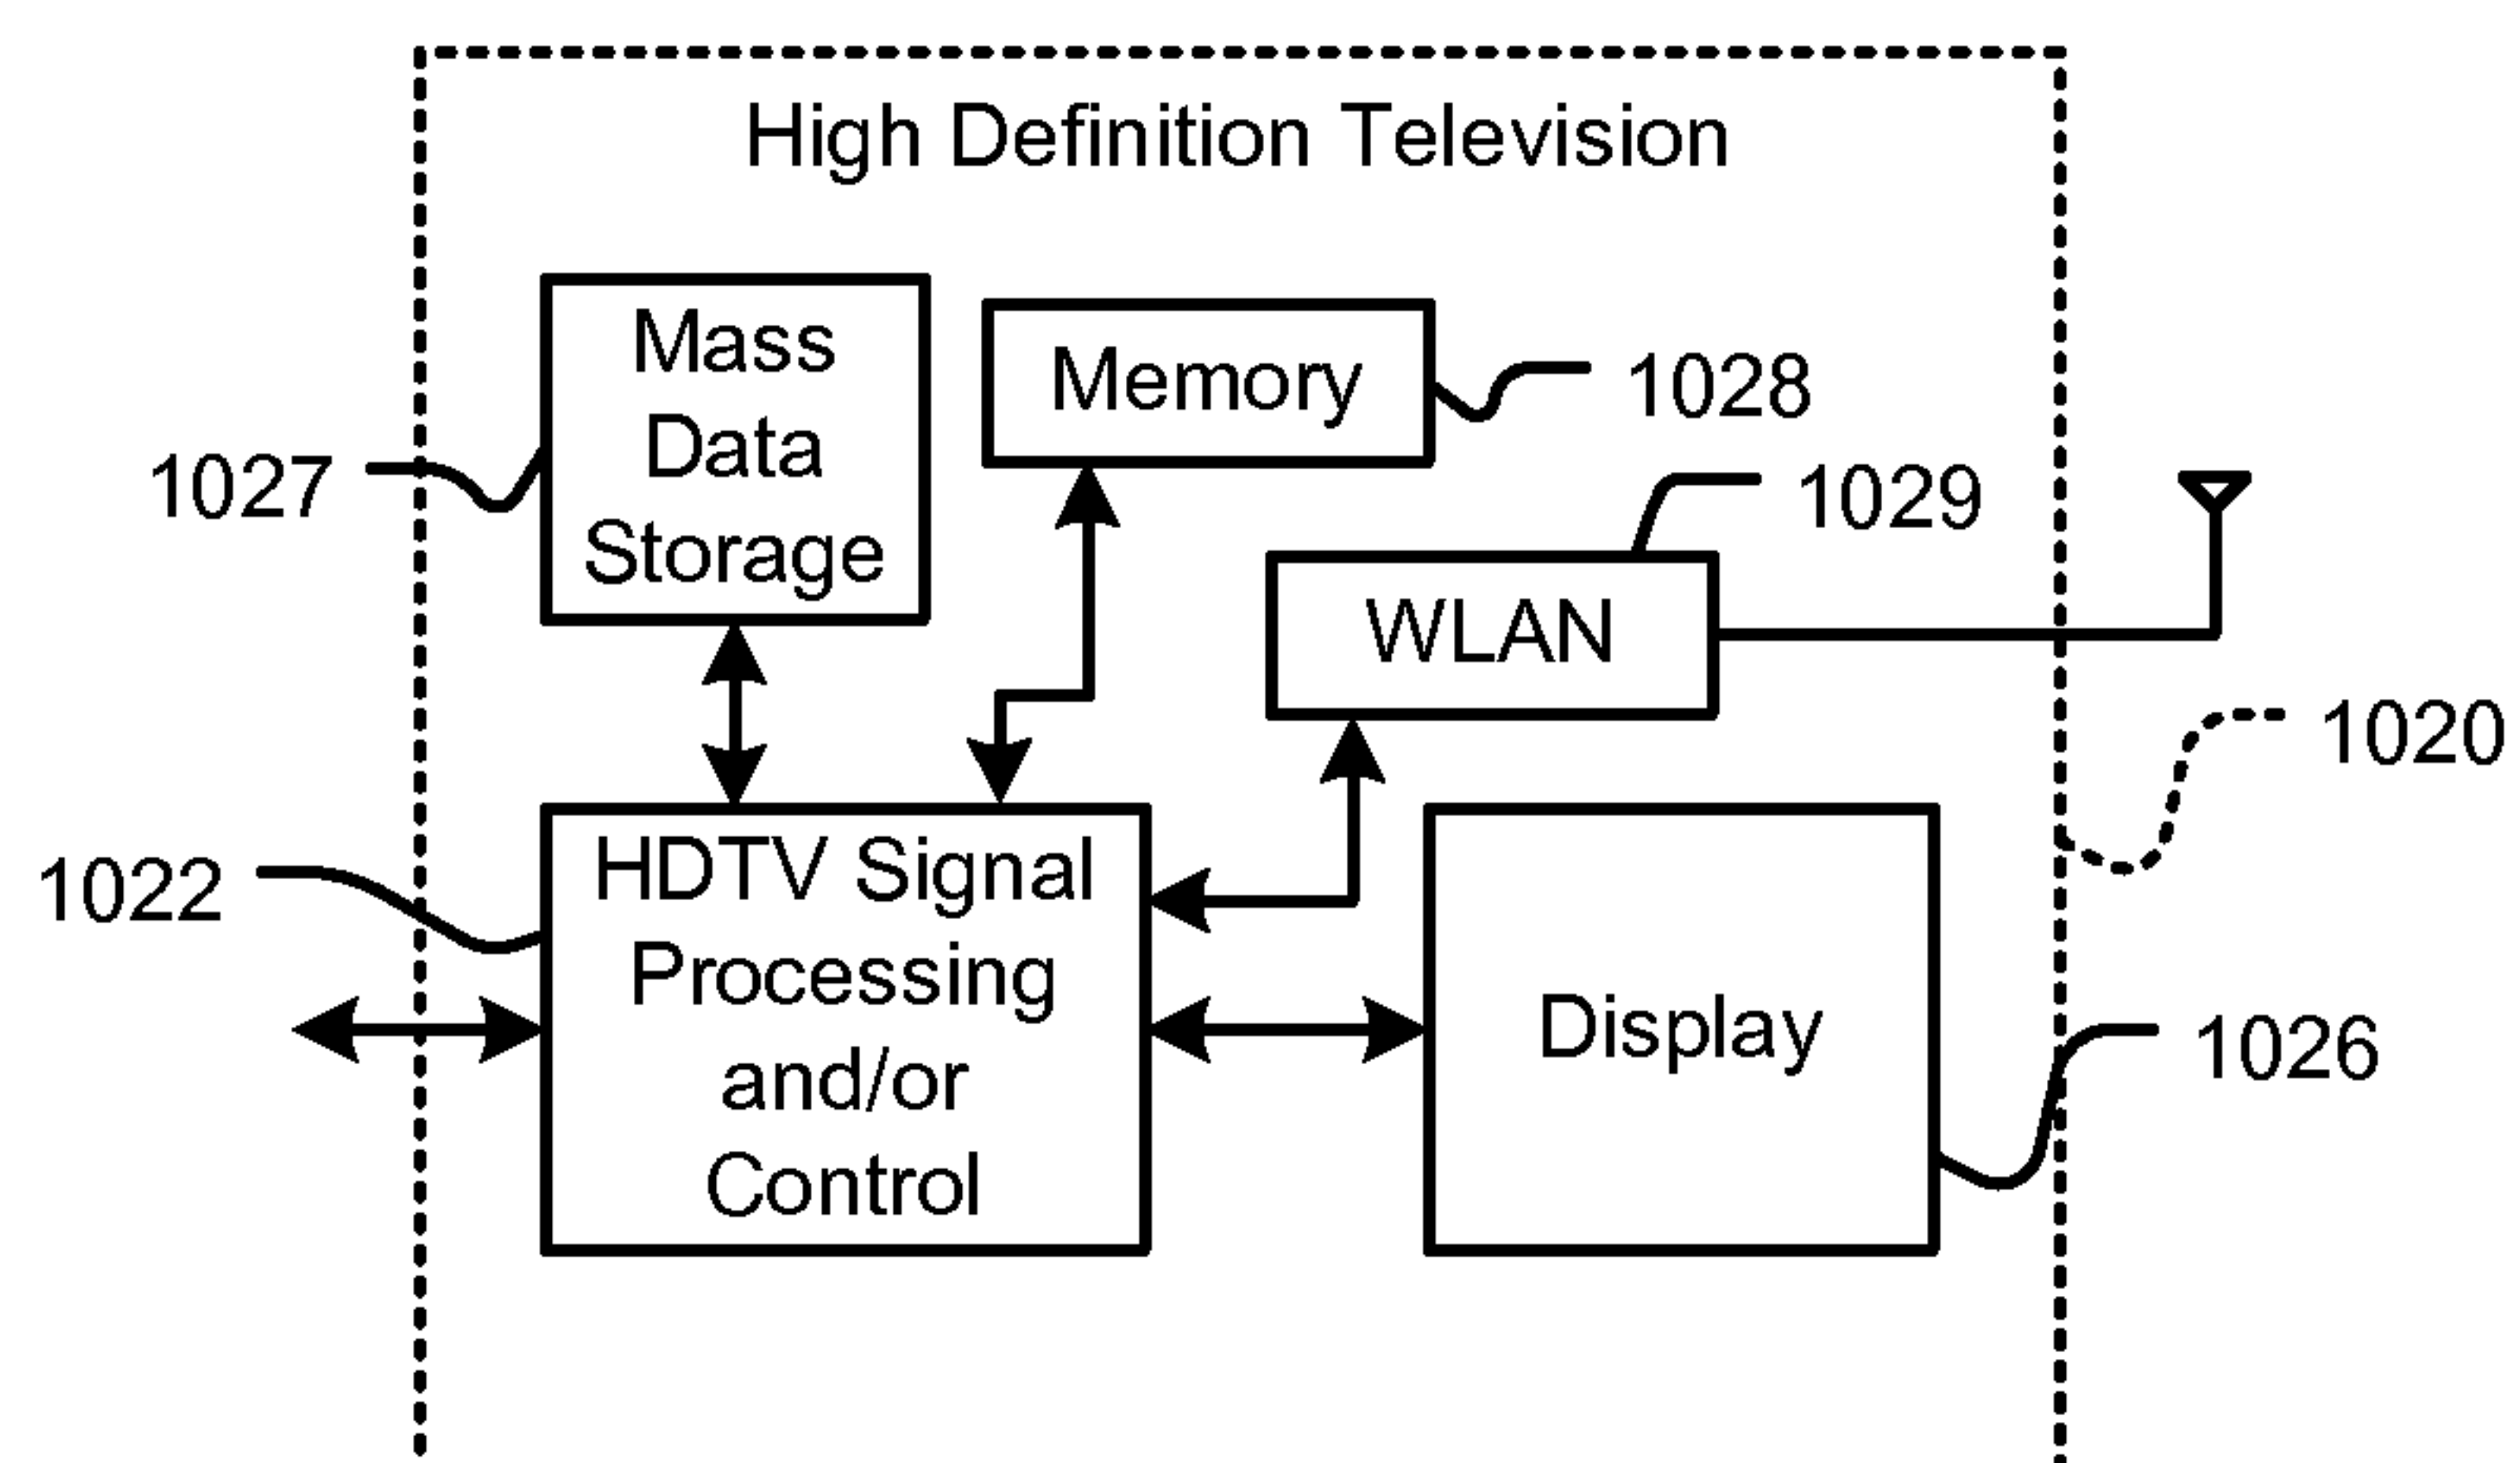 High Definition Television
Mass
Data
Storage
Memory
1028
1027
1029
WLAN
1020
1022
HDTV Signal
Processing
and/or
Control
Display
1026